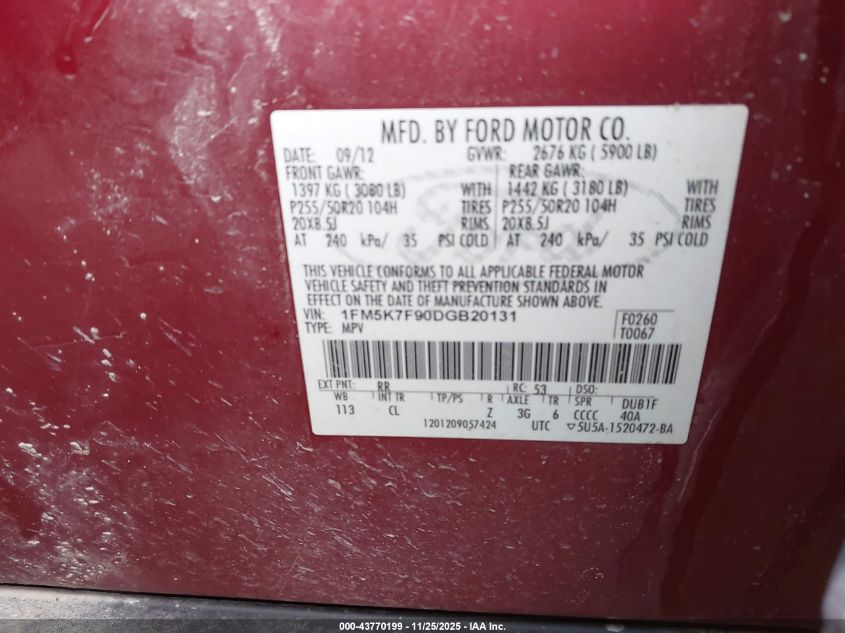 MFD. BY FORD MOTOR CO.
DATE: 09/12 GVWR: 2676 KG ( 5900 LB)
FRONT GAWR: REAR GAWR:
1397 KG ( 3080 LB) WITH 1442 KG ( 3180 LB) WITH
P255/50R20 104H TIRES P255/50R20 104H TIRES
20X8.5J RIMS 20X8.5J RIMS
AT 240 kPa/ 35 PSI COLD AT 240 kPa/ 35 PSI COLD
THIS VEHICLE CONFORMS TO ALL APPLICABLE FEDERAL MOTOR
VEHICLE SAFETY AND THEFT PREVENTION STANDARDS IN
EFFECT ON THE DATE OF MANUFACTURE SHOWN ABOVE.
VIN: 1FM5K7F90DGB20131 F0260
TYPE: MPV T0067
EXT PNT: RR RC: 53 DSO:
WB INT TR TP/PS R AXLE TR SPR DUBTF
113 CL Z 3G 6 CCCC 40A
1201209057424 UTC ▽5U5A-1520472-BA
000-43770199 - 11/25/2025 - IAA Inc.